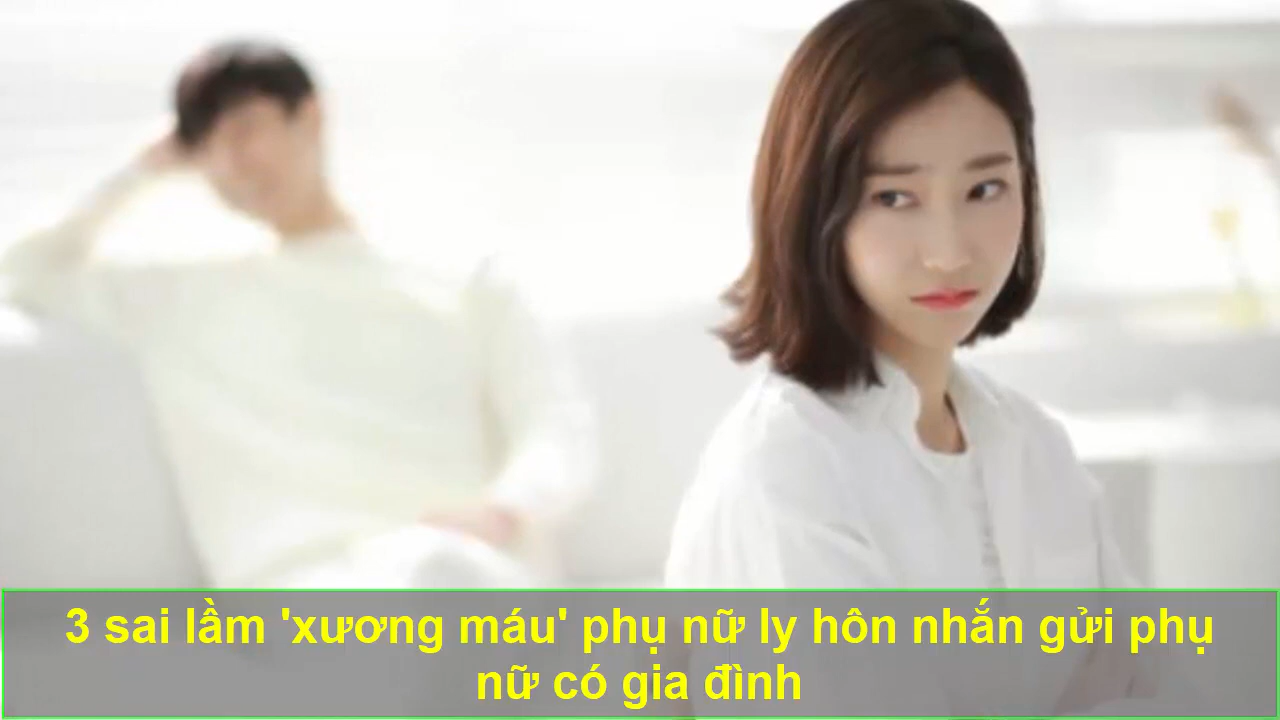 3 sai lầm 'xương máu' phụ nữ ly hôn nhắn gửi phụ
nữ có gia đình